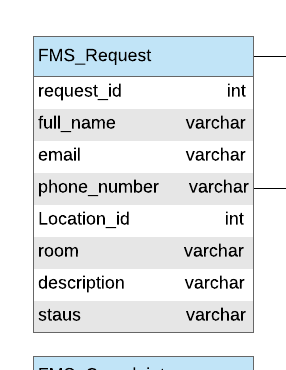 FMS_Request
request_id int
full_name varchar
email varchar
phone_number varchar
Location_id int
room varchar
description varchar
staus varchar